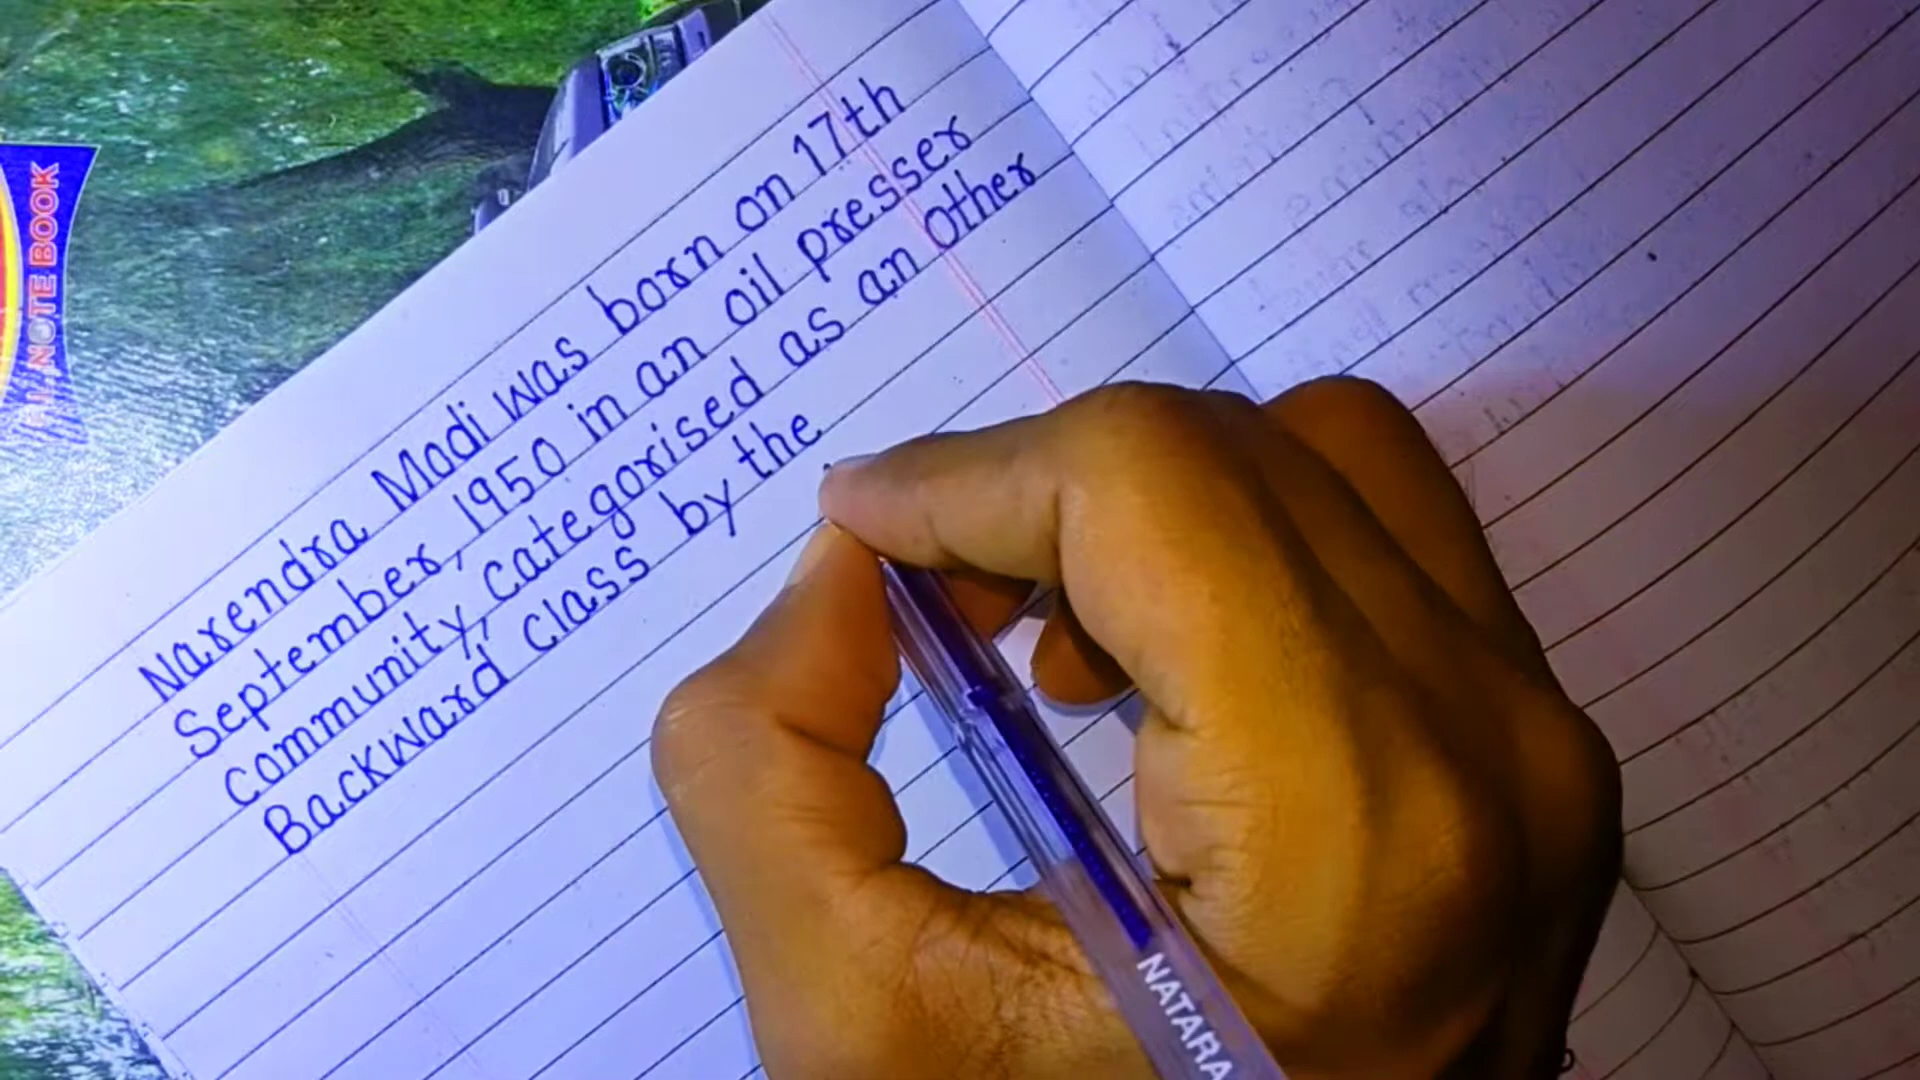 Narendra Modi was born on 17th
September, 1950 in an oil presser
community, categorised as an Other
Backward class by the
NOTE BOOK
NATARA